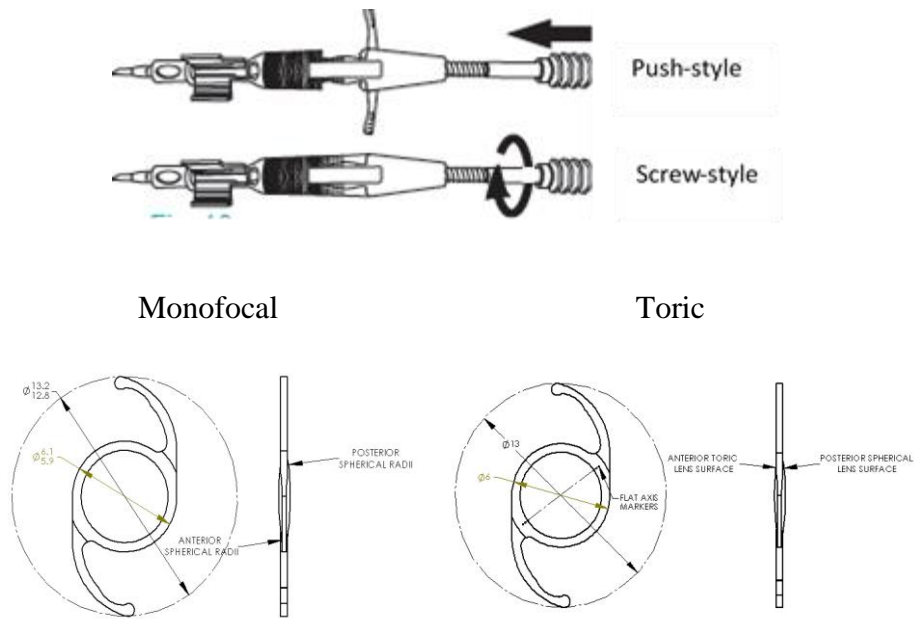 Push-style
Screw-style
Monofocal
Toric
Ø13.2
12.8
Ø6.1
5.9
POSTERIOR
SPHERICAL RADII
ANTERIOR
SPHERICAL RADII
Ø13
Ø6
ANTERIOR TORIC
LENS SURFACE
POSTERIOR SPHERICAL
LENS SURFACE
FLAT AXIS
MARKERS